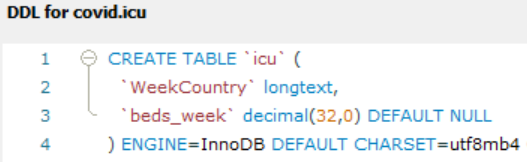 DDL for covid.icu
1 CREATE TABLE `icu` (
2 `WeekCountry` longtext,
3 `beds_week` decimal(32,0) DEFAULT NULL
4 ) ENGINE=InnoDB DEFAULT CHARSET=utf8mb4